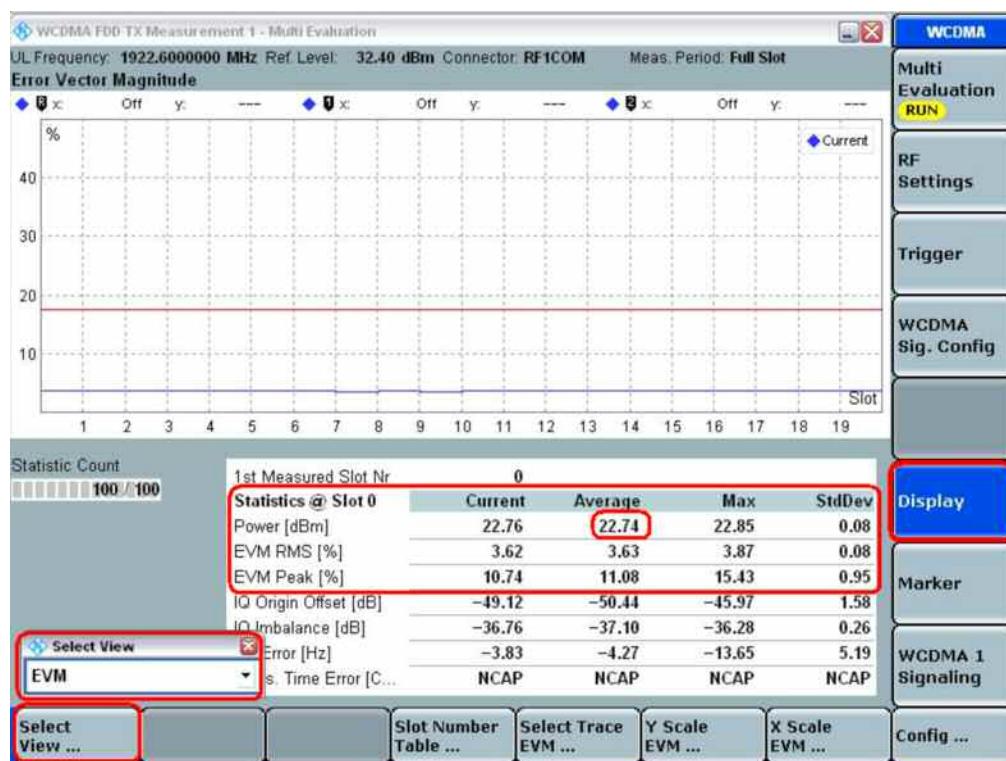 WCDMA FDD TX Measurement 1 - Multi Evaluation
WCDMA
UL Frequency: 1922.6000000 MHz Ref. Level: 32.40 dBm Connector: RF1COM Meas. Period: Full Slot
Error Vector Magnitude
R x: Off y: --- 1 x: Off y: --- 2 x: Off y: ---
%
Current
40
30
20
10
Slot
1 2 3 4 5 6 7 8 9 10 11 12 13 14 15 16 17 18 19
Statistic Count
100 / 100
1st Measured Slot Nr 0
Statistics @ Slot 0 Current Average Max StdDev
Power [dBm] 22.76 22.74 22.85 0.08
EVM RMS [%] 3.62 3.63 3.87 0.08
EVM Peak [%] 10.74 11.08 15.43 0.95
IQ Origin Offset [dB] −49.12 −50.44 −45.97 1.58
IQ Imbalance [dB] −36.76 −37.10 −36.28 0.26
Error [Hz] −3.83 −4.27 −13.65 5.19
s. Time Error [C... NCAP NCAP NCAP NCAP
Select View
EVM
Multi
Evaluation
RUN
RF
Settings
Trigger
WCDMA
Sig. Config
Display
Marker
WCDMA 1
Signaling
Select
View ...
Slot Number
Table ...
Select Trace
EVM ...
Y Scale
EVM ...
X Scale
EVM ...
Config ...